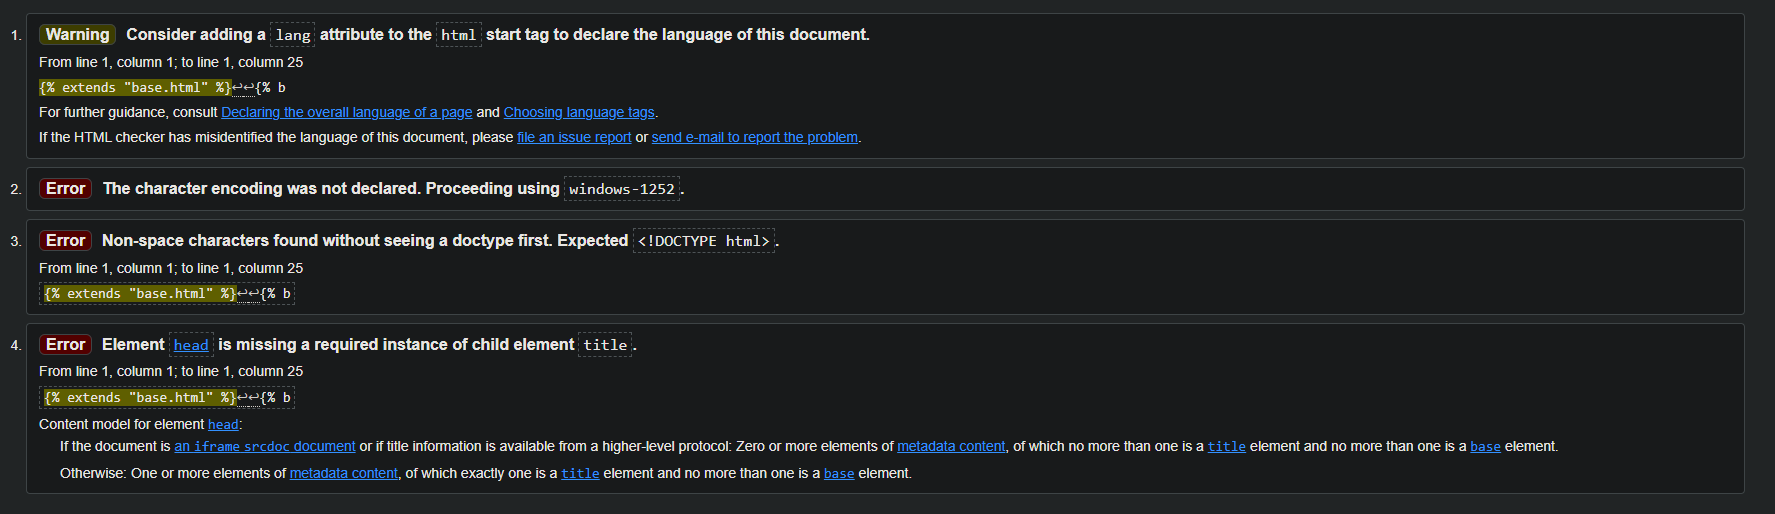 1. Warning Consider adding a lang attribute to the html start tag to declare the language of this document.
From line 1, column 1; to line 1, column 25
{% extends "base.html" %}↩↩{% b
For further guidance, consult Declaring the overall language of a page and Choosing language tags.
If the HTML checker has misidentified the language of this document, please file an issue report or send e-mail to report the problem.
2. Error The character encoding was not declared. Proceeding using windows-1252.
3. Error Non-space characters found without seeing a doctype first. Expected <!DOCTYPE html>.
From line 1, column 1; to line 1, column 25
{% extends "base.html" %}↩↩{% b
4. Error Element head is missing a required instance of child element title.
From line 1, column 1; to line 1, column 25
{% extends "base.html" %}↩↩{% b
Content model for element head:
If the document is an iframe srcdoc document or if title information is available from a higher-level protocol: Zero or more elements of metadata content, of which no more than one is a title element and no more than one is a base element.
Otherwise: One or more elements of metadata content, of which exactly one is a title element and no more than one is a base element.